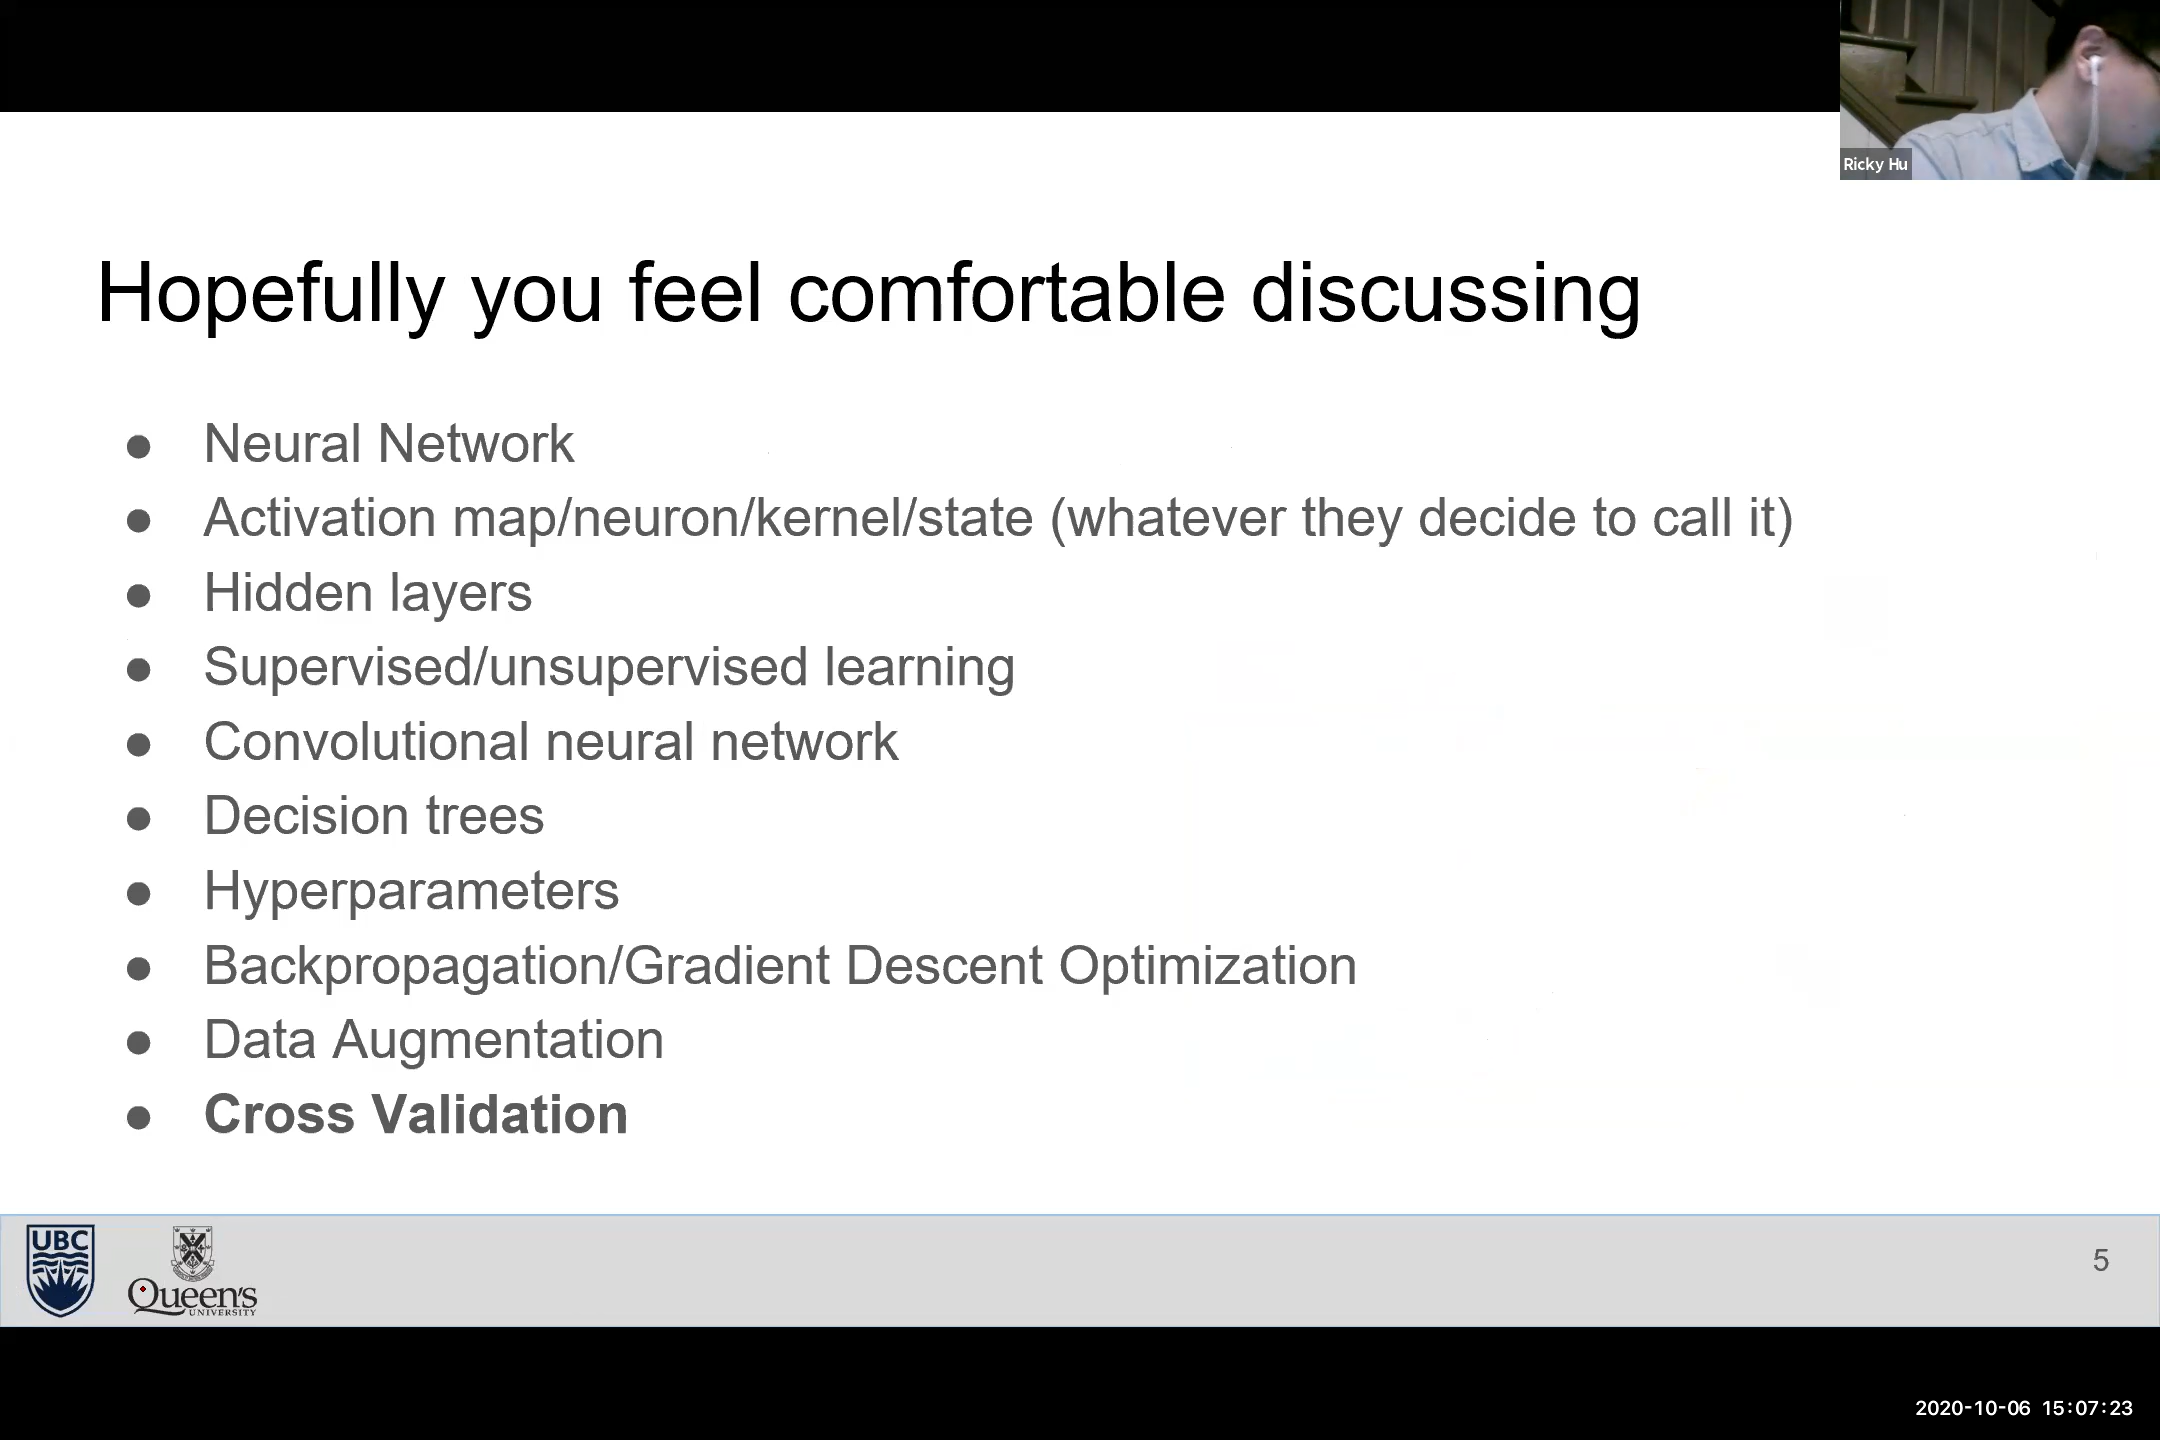 Ricky Hu
Hopefully you feel comfortable discussing
● Neural Network
● Activation map/neuron/kernel/state (whatever they decide to call it)
● Hidden layers
● Supervised/unsupervised learning
● Convolutional neural network
● Decision trees
● Hyperparameters
● Backpropagation/Gradient Descent Optimization
● Data Augmentation
● Cross Validation
UBC
Queen's
UNIVERSITY
5
2020-10-06 15:07:23